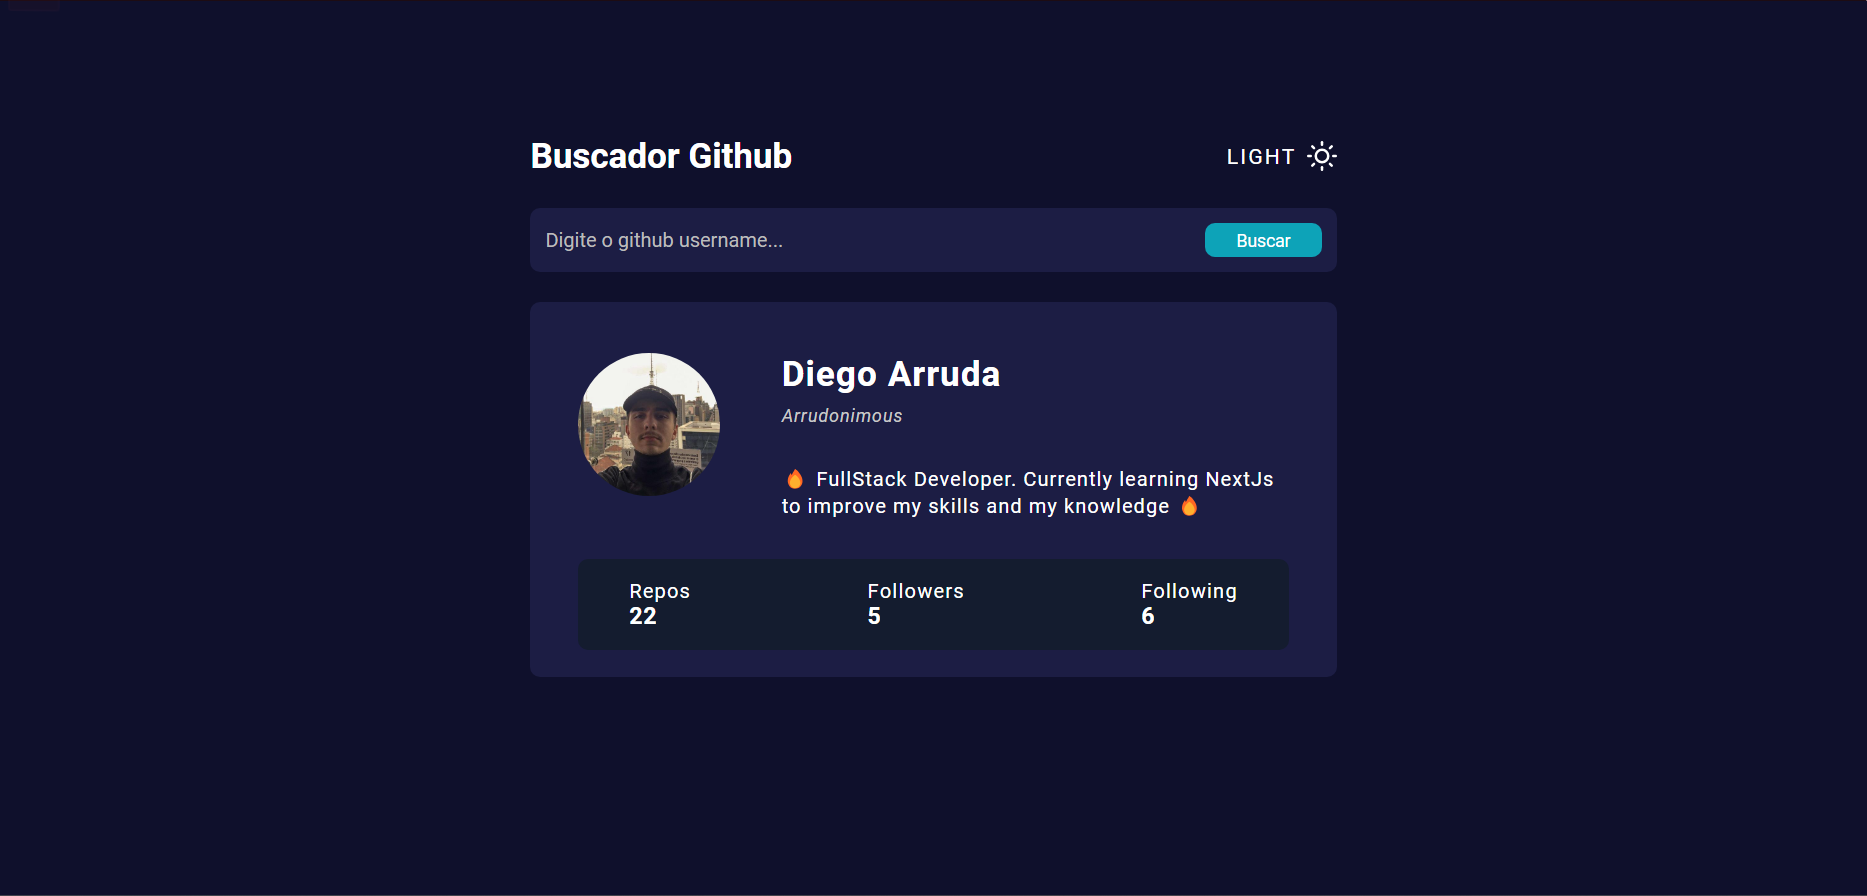 Buscador Github
LIGHT
Digite o github username...
Buscar
Diego Arruda
Arrudonimous
🔥 FullStack Developer. Currently learning NextJs
to improve my skills and my knowledge 🔥
Repos
22
Followers
5
Following
6